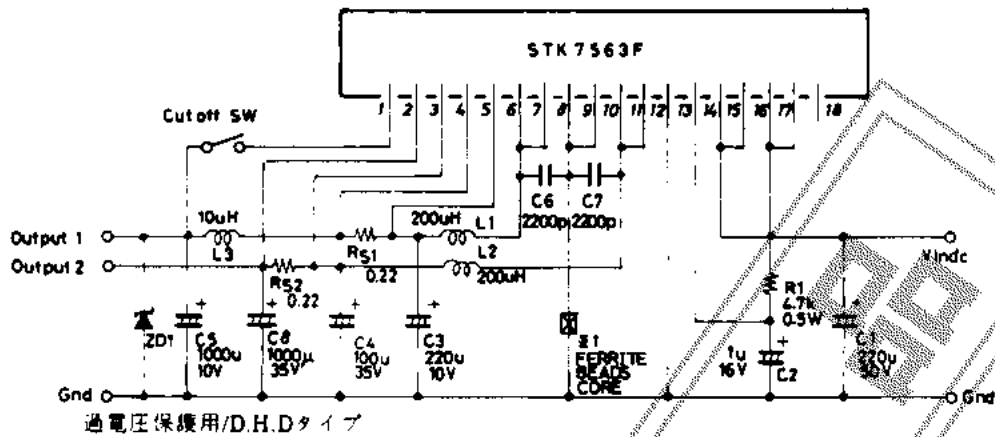 STK7563F
1 2 3 4 5 6 7 8 9 10 11 12 13 14 15 16 17 18
Cutoff SW
C6 C7
2200p 2200p
10uH 200uH L1
Output 1 L3 RS1 L2 Vindc
Output 2 0.22 200uH
RS2 R1
0.22 4.7k
0.5W
ZD1 C5 C8 C4 C3 C1
1000u 1000μ 100u 220u FERRITE 1u 220u
10V 35V 35V 10V BEADS 16V C2
CORE
Gnd Gnd
過電圧保護用/D.H.Dタイプ